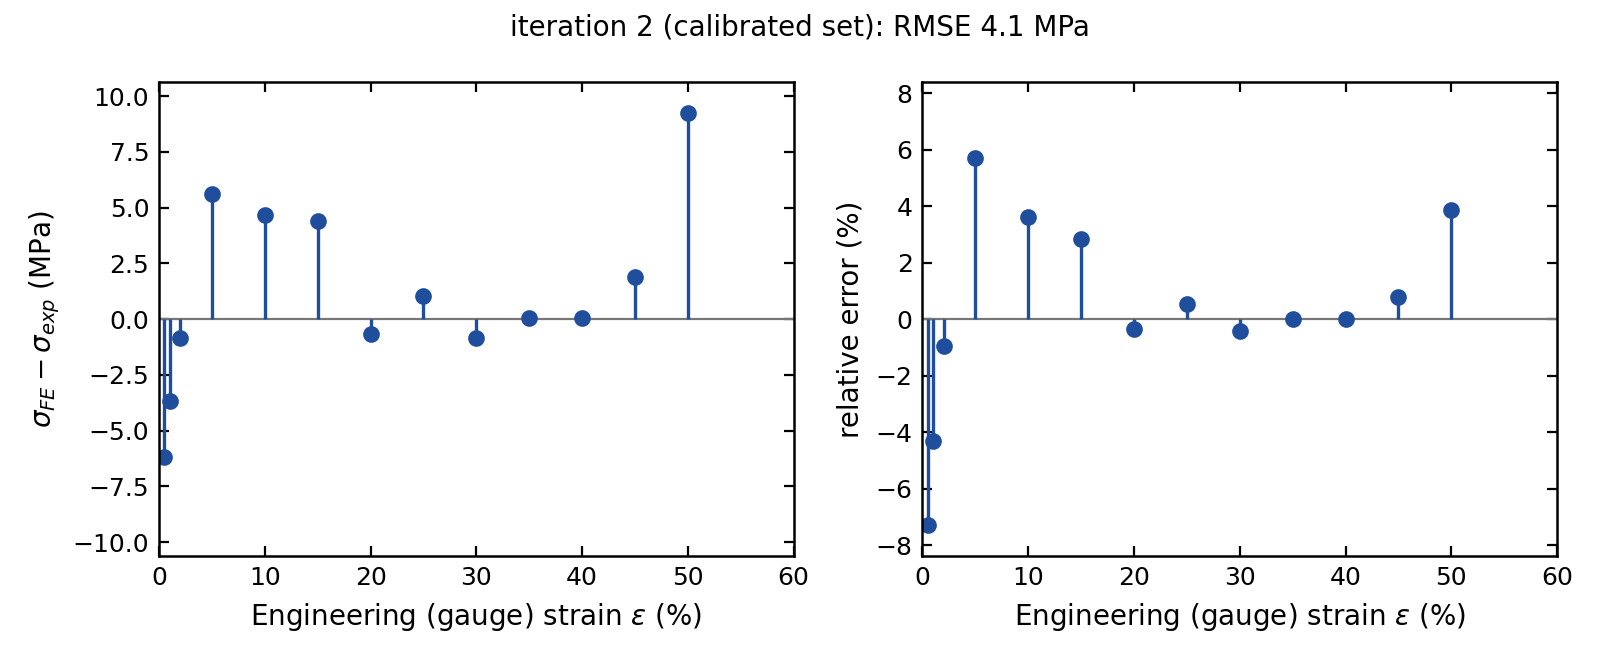 iteration 2 (calibrated set): RMSE 4.1 MPa
10.0
7.5
5.0
2.5
0.0
−2.5
−5.0
−7.5
−10.0
σFE − σexp (MPa)
0 10 20 30 40 50 60
Engineering (gauge) strain ε (%)
8
6
4
2
0
−2
−4
−6
−8
relative error (%)
0 10 20 30 40 50 60
Engineering (gauge) strain ε (%)